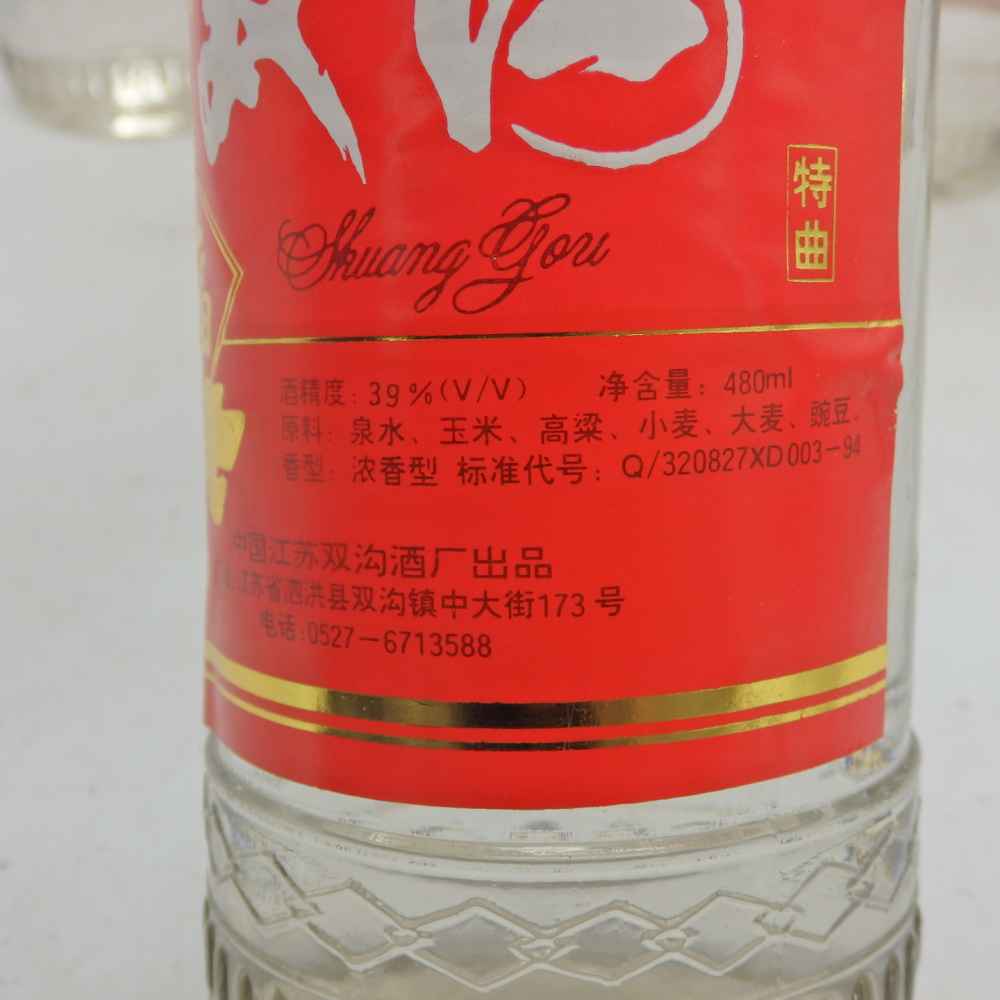 特曲
Shuang Gou
酒精度：39%(V/V) 净含量：480ml
原料：泉水、玉米、高粱、小麦、大麦、豌豆.
香型：浓香型 标准代号：Q/320827XD003-94
中国江苏双沟酒厂出品
江苏省泗洪县双沟镇中大街173号
电话:0527-6713588